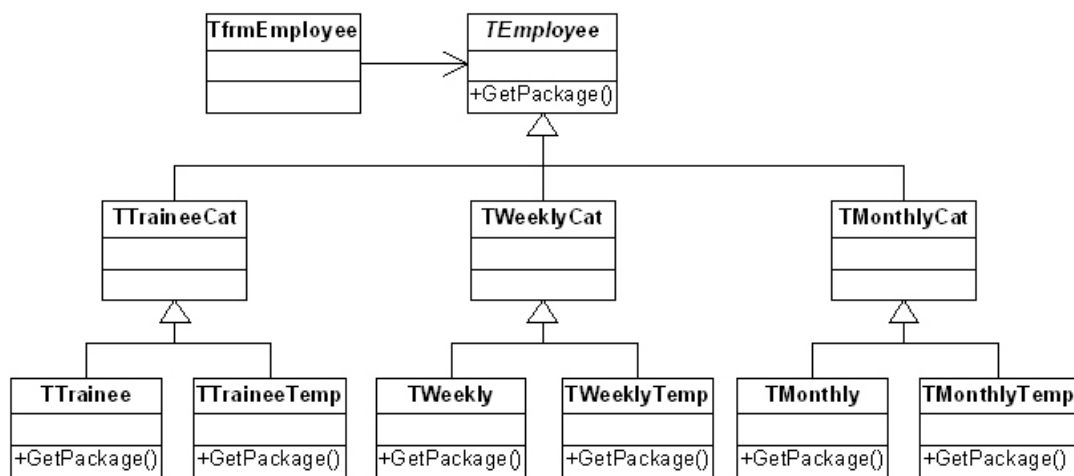 TfrmEmployee
TEmployee
+GetPackage()
TTraineeCat
TWeeklyCat
TMonthlyCat
TTrainee
TTraineeTemp
TWeekly
TWeeklyTemp
TMonthly
TMonthlyTemp
+GetPackage()
+GetPackage()
+GetPackage()
+GetPackage()
+GetPackage()
+GetPackage()